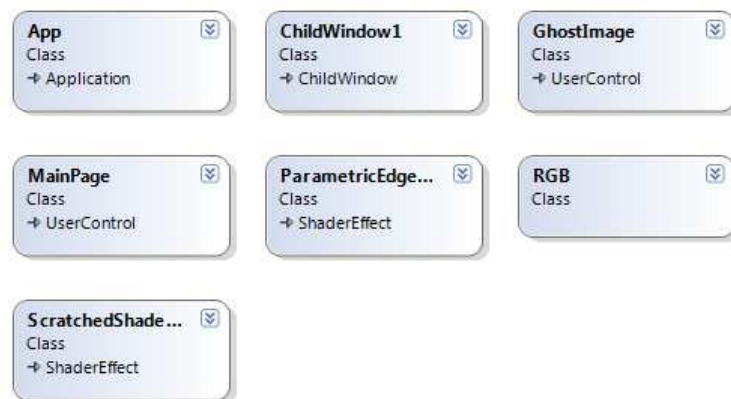 App
Class
Application
ChildWindow1
Class
ChildWindow
GhostImage
Class
UserControl
MainPage
Class
UserControl
ParametricEdge...
Class
ShaderEffect
RGB
Class
ScratchedShade...
Class
ShaderEffect